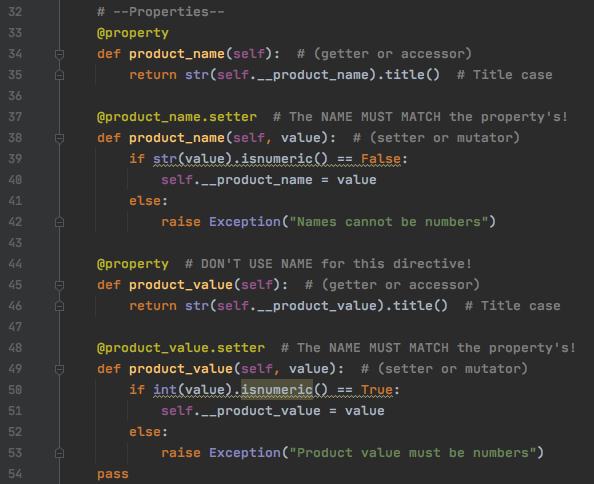 32 # --Properties--
33 @property
34 def product_name(self):  # (getter or accessor)
35     return str(self.__product_name).title()  # Title case
36
37 @product_name.setter  # The NAME MUST MATCH the property's!
38 def product_name(self, value):  # (setter or mutator)
39     if str(value).isnumeric() == False:
40         self.__product_name = value
41     else:
42         raise Exception("Names cannot be numbers")
43
44 @property  # DON'T USE NAME for this directive!
45 def product_value(self):  # (getter or accessor)
46     return str(self.__product_value).title()  # Title case
47
48 @product_value.setter  # The NAME MUST MATCH the property's!
49 def product_value(self, value):  # (setter or mutator)
50     if int(value).isnumeric() == True:
51         self.__product_value = value
52     else:
53         raise Exception("Product value must be numbers")
54 pass